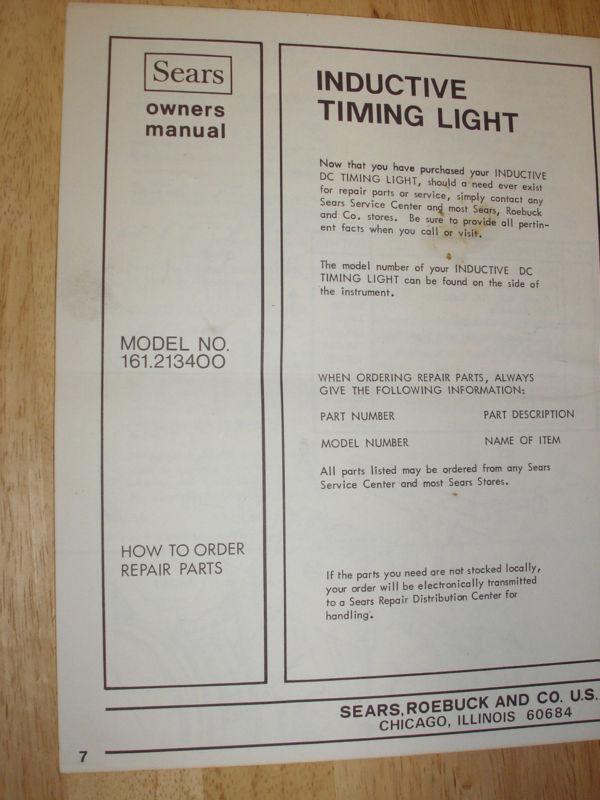 Sears
owners
manual
MODEL NO.
161.213400
HOW TO ORDER
REPAIR PARTS
INDUCTIVE
TIMING LIGHT
Now that you have purchased your INDUCTIVE
DC TIMING LIGHT, should a need ever exist
for repair parts or service, simply contact any
Sears Service Center and most Sears, Roebuck
and Co. stores. Be sure to provide all pertin-
ent facts when you call or visit.
The model number of your INDUCTIVE DC
TIMING LIGHT can be found on the side of
the instrument.
WHEN ORDERING REPAIR PARTS, ALWAYS
GIVE THE FOLLOWING INFORMATION:
PART NUMBER PART DESCRIPTION
MODEL NUMBER NAME OF ITEM
All parts listed may be ordered from any Sears
Service Center and most Sears Stores.
If the parts you need are not stocked locally,
your order will be electronically transmitted
to a Sears Repair Distribution Center for
handling.
SEARS, ROEBUCK AND CO. U.S.
CHICAGO, ILLINOIS 60684
7